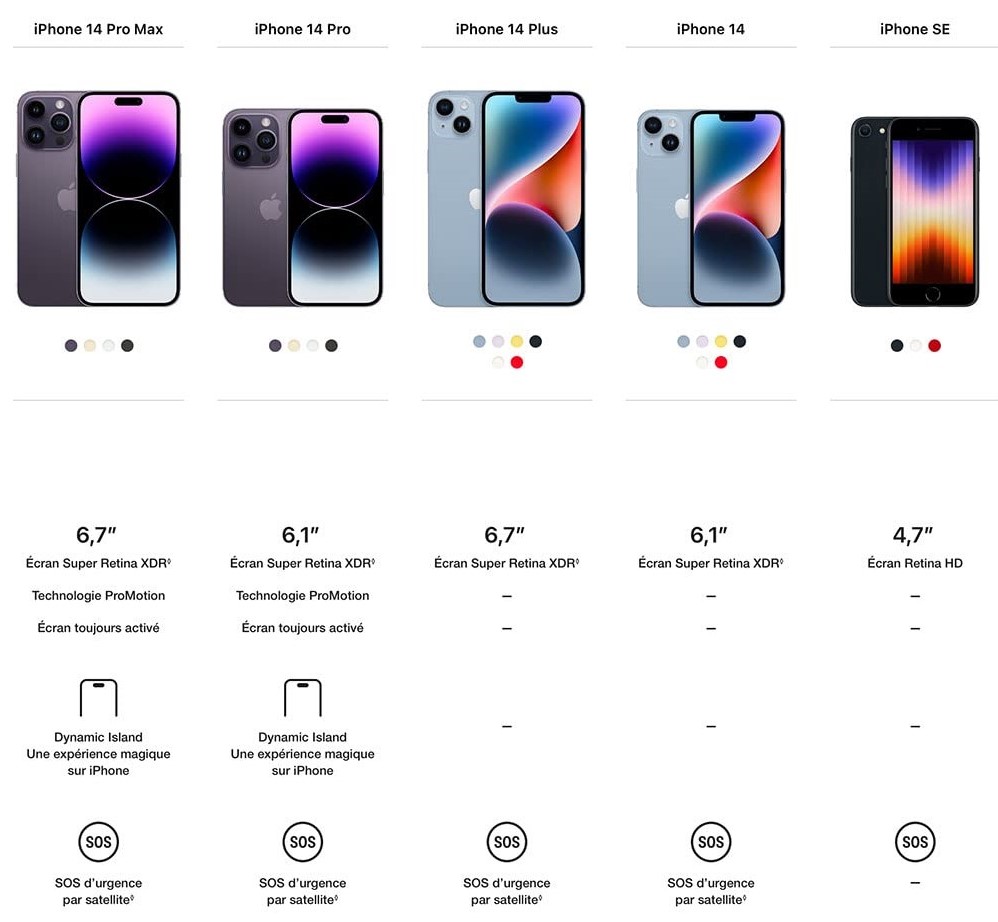 iPhone 14 Pro Max
iPhone 14 Pro
iPhone 14 Plus
iPhone 14
iPhone SE
6,7″
6,1″
6,7″
6,1″
4,7″
Écran Super Retina XDR◊
Écran Super Retina XDR◊
Écran Super Retina XDR◊
Écran Super Retina XDR◊
Écran Retina HD
Technologie ProMotion
Technologie ProMotion
–
–
–
Écran toujours activé
Écran toujours activé
–
–
–
Dynamic Island
Une expérience magique
sur iPhone
Dynamic Island
Une expérience magique
sur iPhone
–
–
–
SOS
SOS
SOS
SOS
SOS
SOS d’urgence
par satellite◊
SOS d’urgence
par satellite◊
SOS d’urgence
par satellite◊
SOS d’urgence
par satellite◊
–